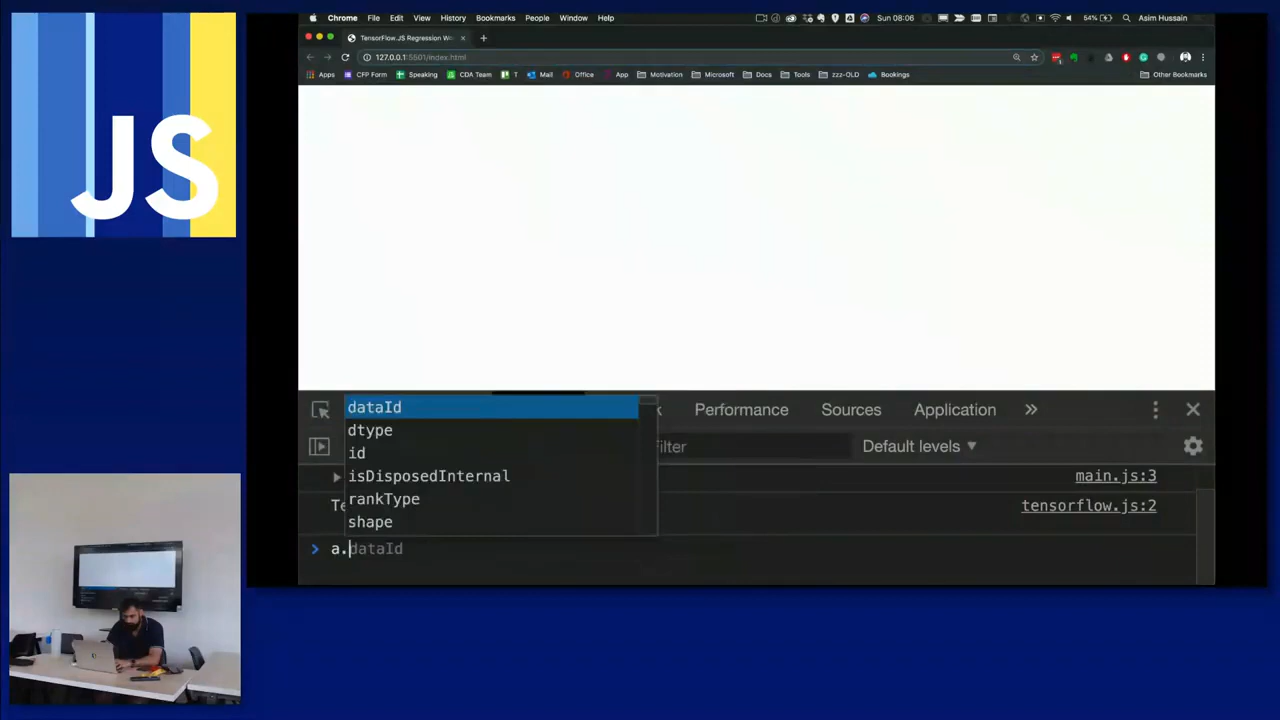 JS
Chrome File Edit View History Bookmarks People Window Help Sun 08:06 54% Asim Hussain
TensorFlow.JS Regression W
127.0.0.1:5501/index.html
Apps CFP Form Speaking CDA Team T Mail Office App Motivation Microsoft Docs Tools zzz-OLD Bookings Other Bookmarks
dataId
dtype
id
isDisposedInternal
rankType
shape
Performance Sources Application
ilter Default levels ▼
main.js:3
Te tensorflow.js:2
> a.dataId